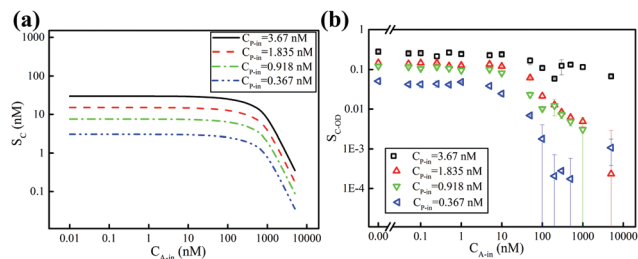 (a)
1000
100
10
1
0.1
S_C
C_P-in=3.67 nM
C_P-in=1.835 nM
C_P-in=0.918 nM
C_P-in=0.367 nM
0.01 0.1 1 10 100 1000 10000
C_A-in (nM)
(b)
1
0.1
0.01
1E-3
1E-4
S_C-OD
C_P-in=3.67 nM
C_P-in=1.835 nM
C_P-in=0.918 nM
C_P-in=0.367 nM
0.00 0.1 1 10 100 1000 10000
C_A-in (nM)